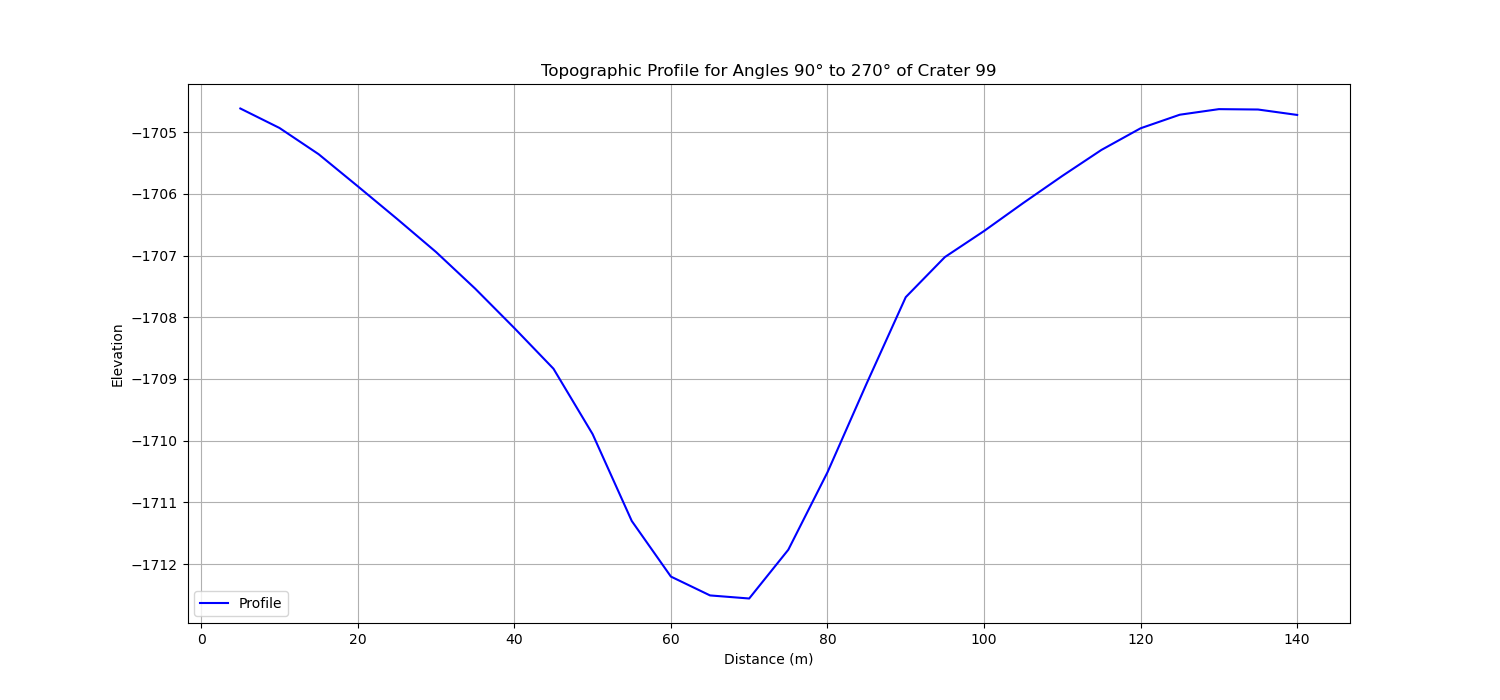 Topographic Profile for Angles 90° to 270° of Crater 99
Elevation
−1705
−1706
−1707
−1708
−1709
−1710
−1711
−1712
Profile
0 20 40 60 80 100 120 140
Distance (m)